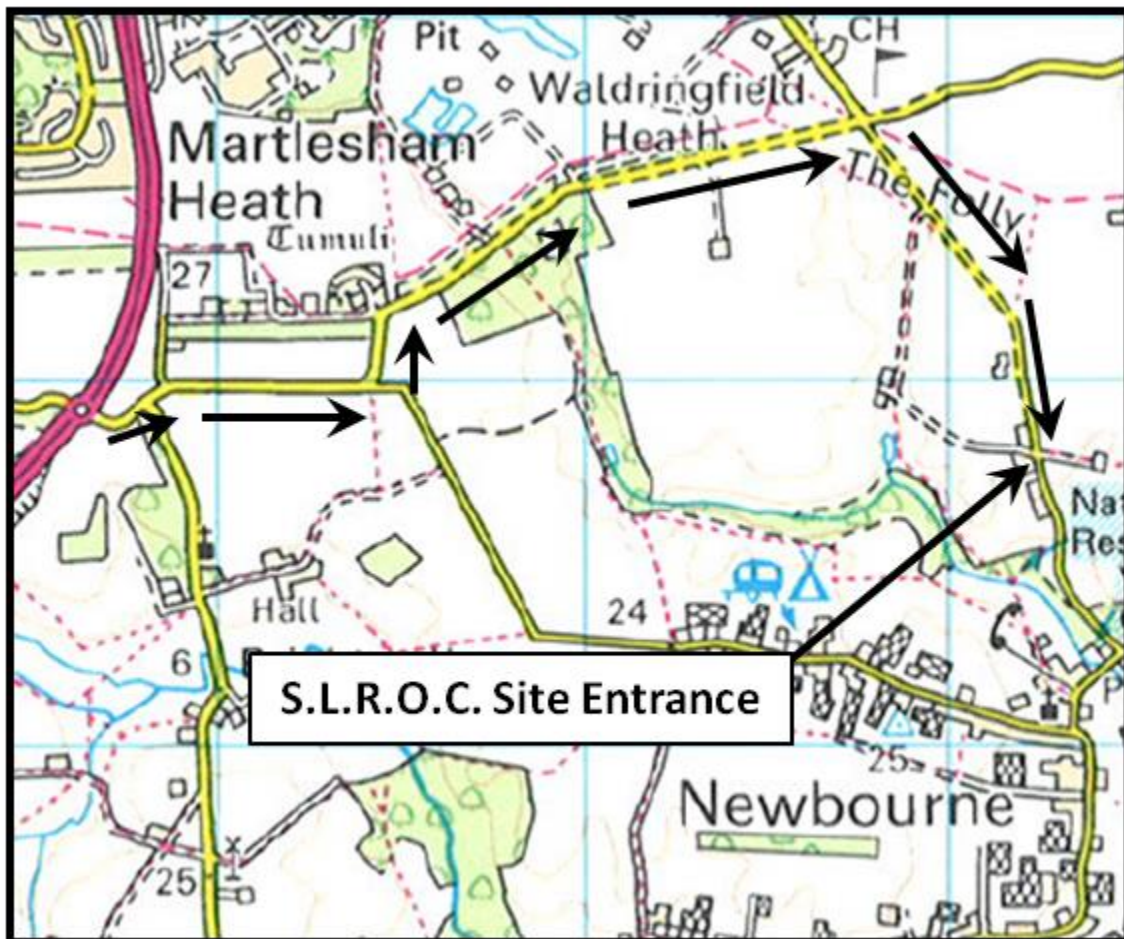 Pit
CH
Waldringfield
Heath
Martlesham
Heath
Tumuli
The Folly
27
Nat
Res
Hall
24
6
S.L.R.O.C. Site Entrance
25
Newbourne
25